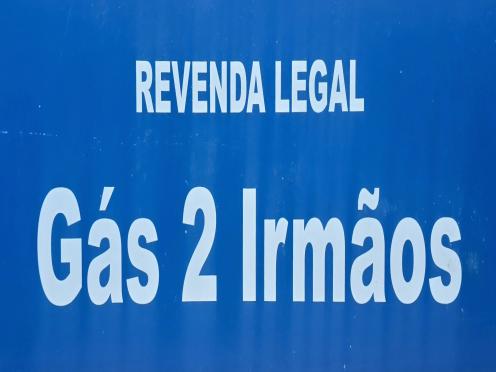 REVENDA LEGAL
Gás 2 Irmãos